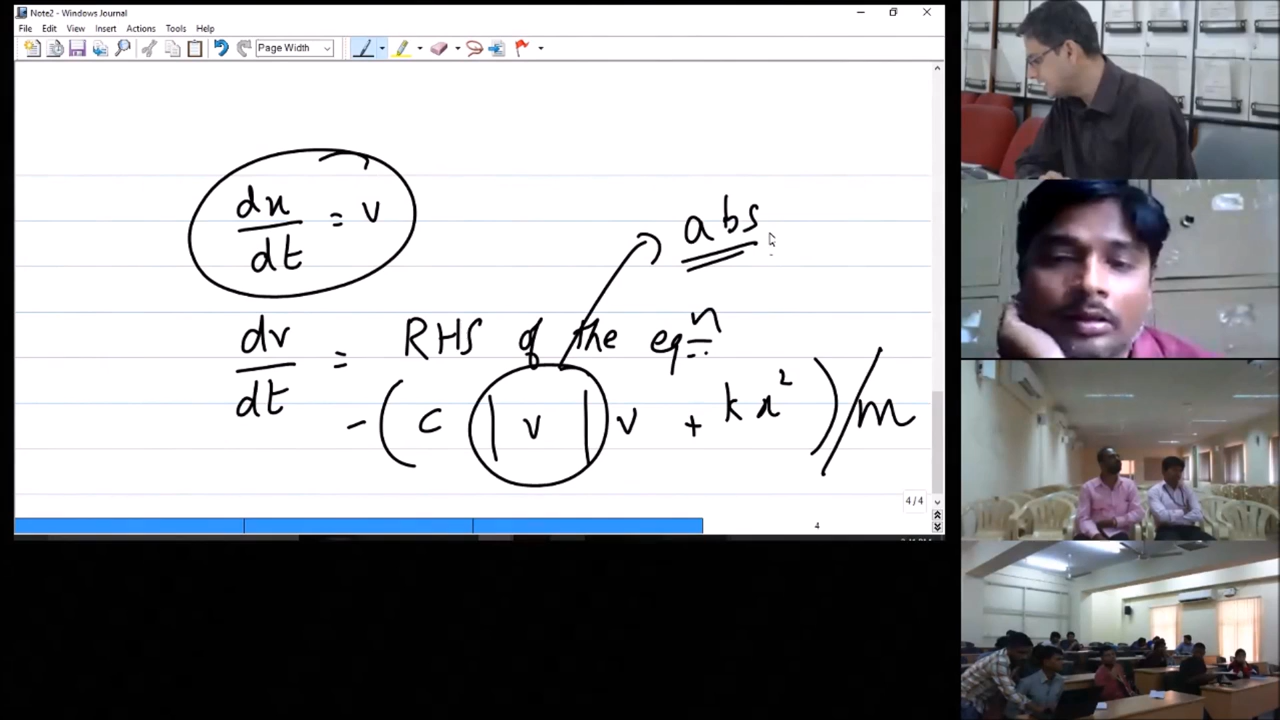 Note2 - Windows Journal
File Edit View Insert Actions Tools Help
Page Width
dx/dt = v
abs
dv/dt = RHS of the eqn
-(c |v| v + kx²)/m
4/4
4